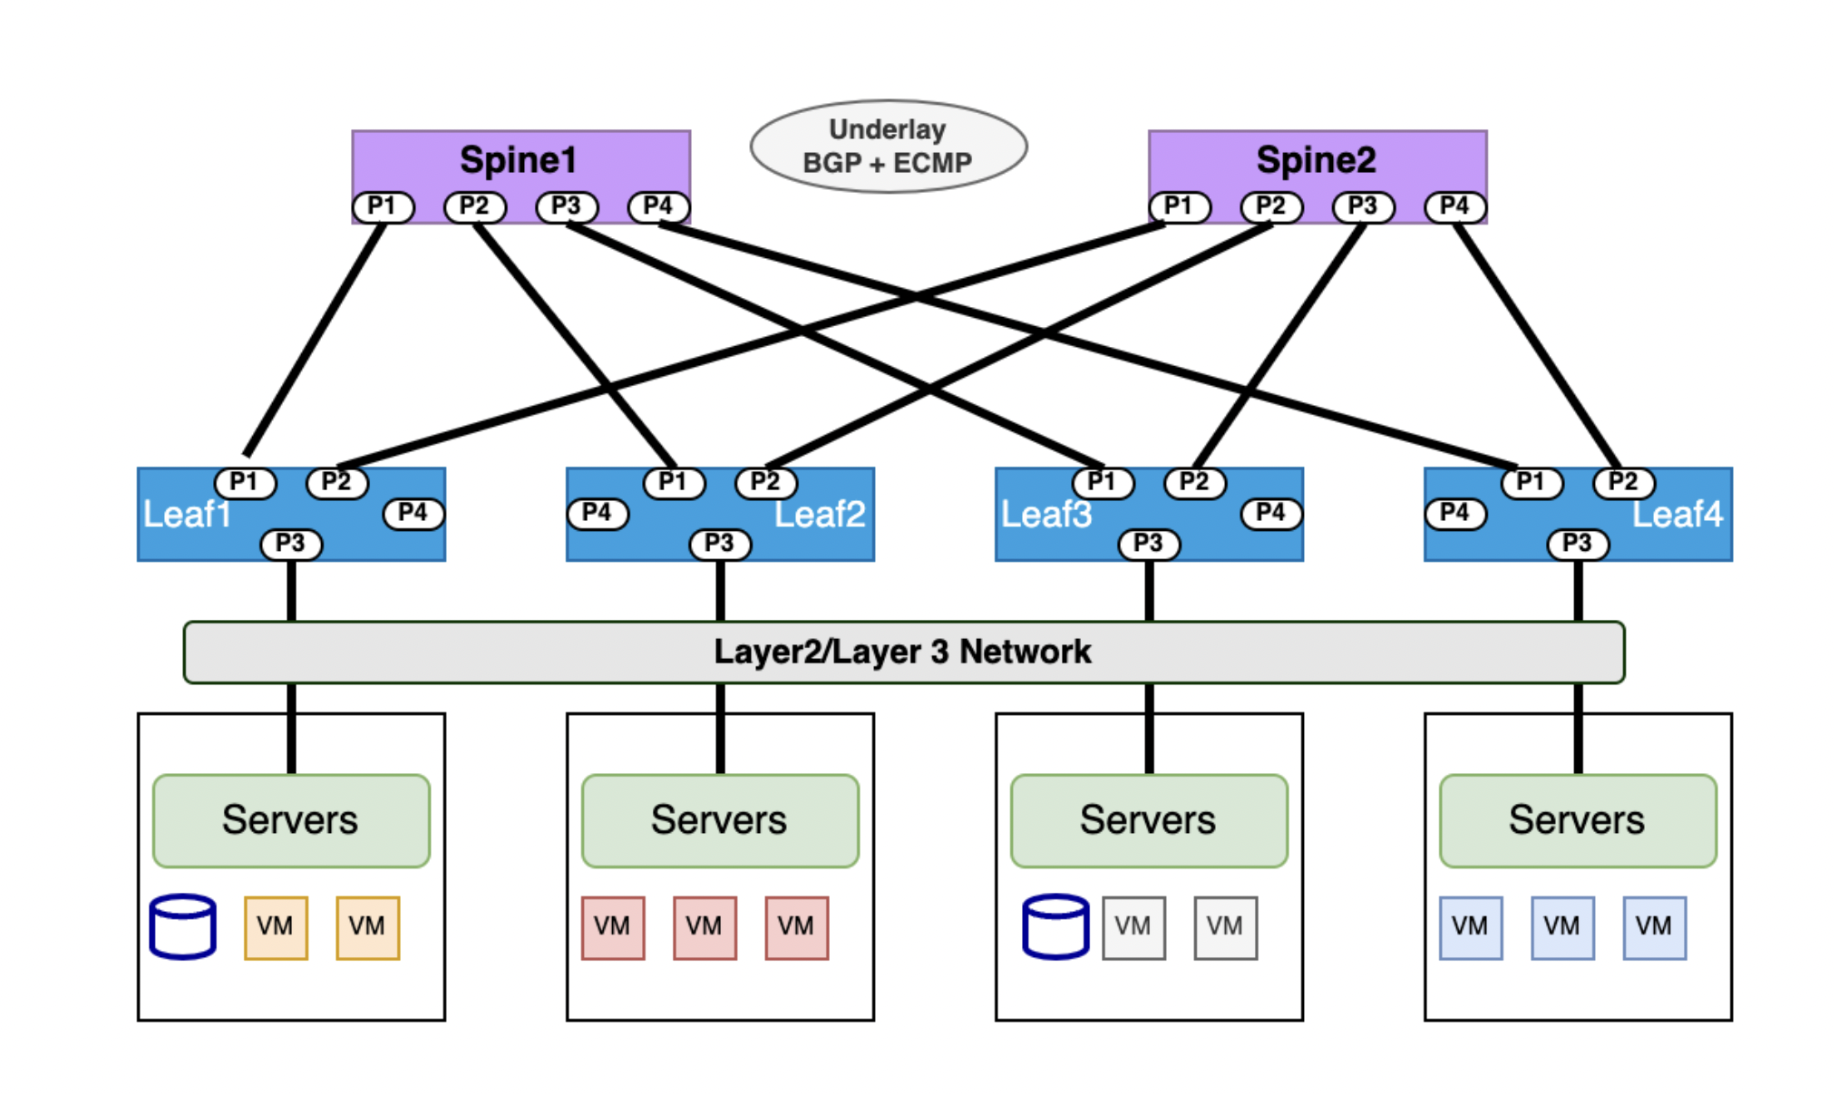 Underlay
BGP + ECMP
Spine1
Spine2
P1 P2 P3 P4
P1 P2 P3 P4
P1 P2
Leaf1 P4
P3
P1 P2
P4 Leaf2
P3
P1 P2
Leaf3 P4
P3
P1 P2
P4 Leaf4
P3
Layer2/Layer 3 Network
Servers
VM VM
Servers
VM VM VM
Servers
VM VM
Servers
VM VM VM